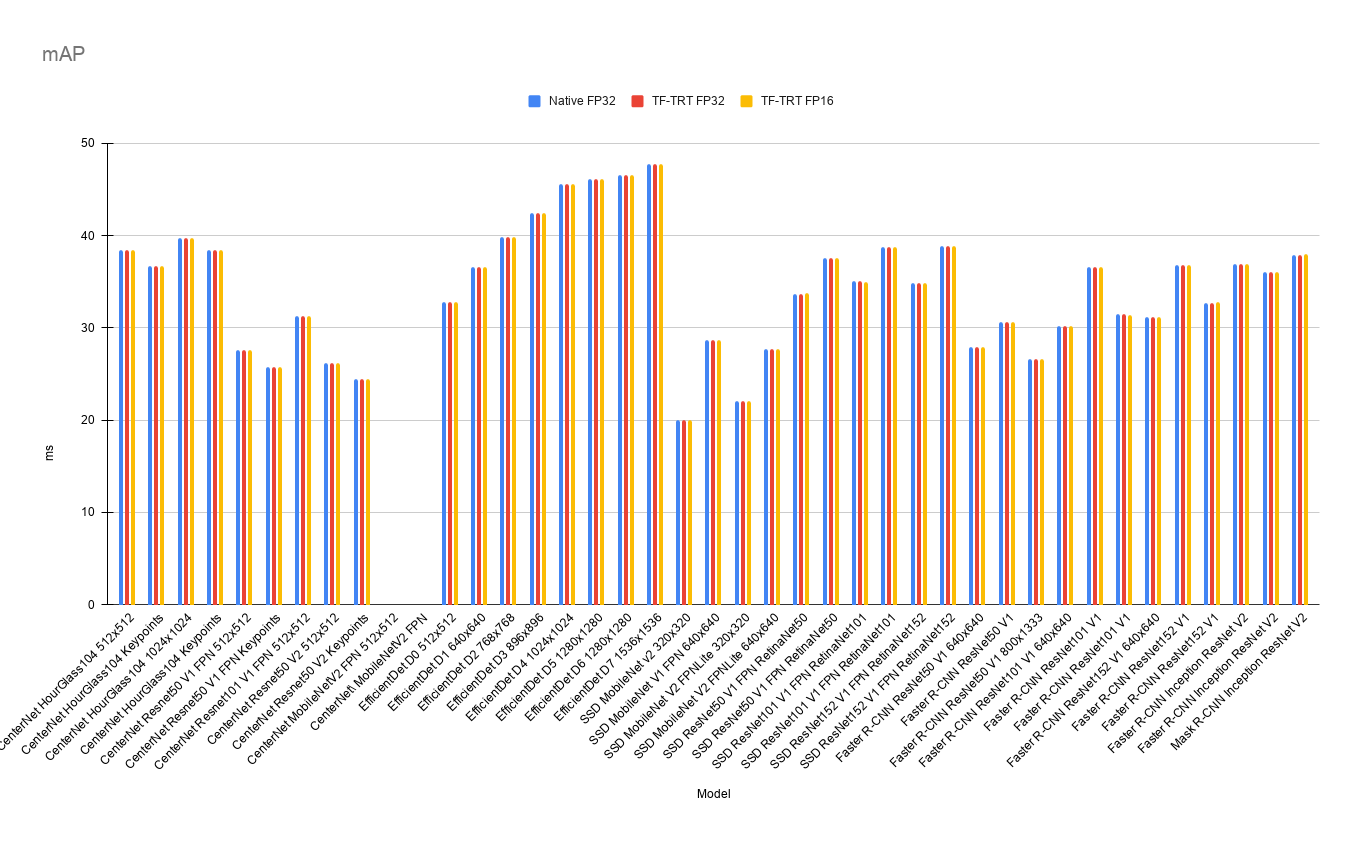 mAP
Native FP32
TF-TRT FP32
TF-TRT FP16
50
40
30
20
10
0
ms
CenterNet HourGlass104 512x512
CenterNet HourGlass104 Keypoints
CenterNet HourGlass104 1024x1024
CenterNet HourGlass104 Keypoints
CenterNet Resnet50 V1 FPN 512x512
CenterNet Resnet50 V1 FPN Keypoints
CenterNet Resnet101 V1 FPN 512x512
CenterNet Resnet50 V2 512x512
CenterNet Resnet50 V2 Keypoints
CenterNet MobileNetV2 FPN 512x512
CenterNet\ MobileNetV2 FPN
EfficientDet D0 512x512
EfficientDet D1 640x640
EfficientDet D2 768x768
EfficientDet D3 896x896
EfficientDet D4 1024x1024
EfficientDet D5 1280x1280
EfficientDet D6 1280x1280
EfficientDet D7 1536x1536
SSD MobileNet v2 320x320
SSD MobileNet V1 FPN 640x640
SSD MobileNet V2 FPNLite 320x320
SSD MobileNet V2 FPNLite 640x640
SSD ResNet50 V1 FPN RetinaNet50
SSD ResNet50 V1 FPN RetinaNet50
SSD ResNet101 V1 FPN RetinaNet101
SSD ResNet101 V1 FPN RetinaNet101
SSD ResNet152 V1 FPN RetinaNet152
SSD ResNet152 V1 FPN RetinaNet152
Faster R-CNN ResNet50 V1 640x640
Faster R-CNN ResNet50 V1
Faster R-CNN ResNet50 V1 800x1333
Faster R-CNN ResNet101 V1 640x640
Faster R-CNN ResNet101 V1
Faster R-CNN ResNet101 V1
Faster R-CNN ResNet152 V1 640x640
Faster R-CNN ResNet152 V1
Faster R-CNN ResNet152 V1
Faster R-CNN Inception ResNet V2
Faster R-CNN Inception ResNet V2
Mask R-CNN Inception ResNet V2
Model